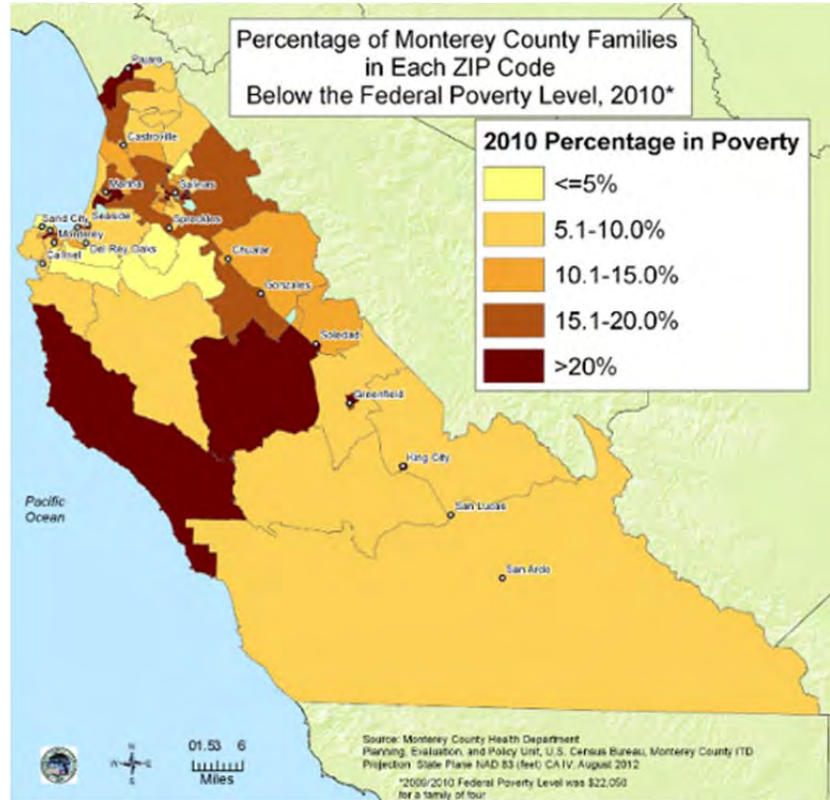 Percentage of Monterey County Families
in Each ZIP Code
Below the Federal Poverty Level, 2010*
2010 Percentage in Poverty
<=5%
5.1-10.0%
10.1-15.0%
15.1-20.0%
>20%
Pajaro
Castroville
Marina
Salinas
Sand City
Seaside
Spreckles
Monterey
Del Rey Oaks
Carmel
Chualar
Gonzales
Soledad
Greenfield
King City
San Lucas
San Ardo
Pacific
Ocean
N
W
E
S
01.53 6
Miles
Source: Monterey County Health Department
Planning, Evaluation, and Policy Unit, U.S. Census Bureau, Monterey County ITD
Projection: State Plane NAD 83 (feet) CA IV, August 2012
*2009/2010 Federal Poverty Level was $22,050
for a family of four